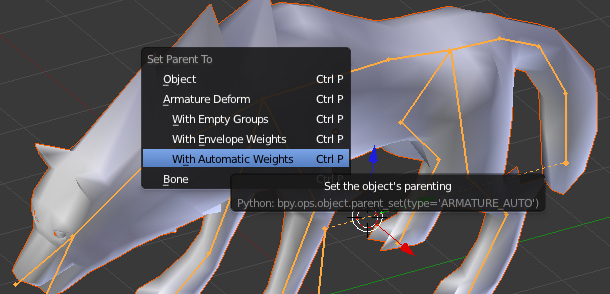 Set Parent To
Object Ctrl P
Armature Deform Ctrl P
With Empty Groups Ctrl P
With Envelope Weights Ctrl P
With Automatic Weights Ctrl P
Bone
Set the object's parenting
Python: bpy.ops.object.parent_set(type='ARMATURE_AUTO')